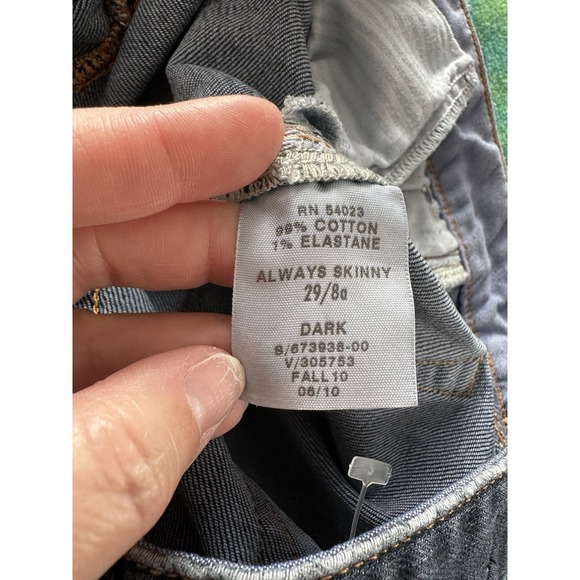 RN 54023
99% COTTON
1% ELASTANE
ALWAYS SKINNY
29/8a
DARK
S/673938-00
V/305753
FALL 10
06/10